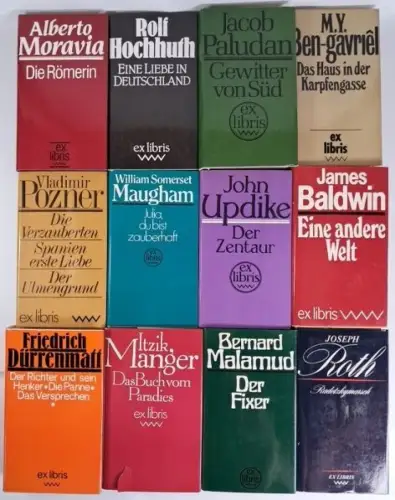 Alberto
Moravia
Die Römerin
ex
libris
Rolf
Hochhuth
EINE LIEBE IN
DEUTSCHLAND
ex libris
Jacob
Paludan
Gewitter
von Süd
ex
libris
M.Y.
Ben-gavriêl
Das Haus in der
Karpfengasse
ex
libris
Vladimir
Pozner
Die
Verzauberten
Spanien
erste Liebe
Der
Ulmengrund
ex libris
William Somerset
Maugham
Julia,
du bist
zauberhaft
ex
libris
John
Updike
Der
Zentaur
ex
libris
James
Baldwin
Eine andere
Welt
ex libris
Friedrich
Dürrenmatt
Der Richter und sein
Henker • Die Panne •
Das Versprechen
ex libris
Itzik
Manger
Das Buch vom
Paradies
ex libris
Bernard
Malamud
Der
Fixer
ex
libris
JOSEPH
Roth
Radetzkymarsch
EX LIBRIS